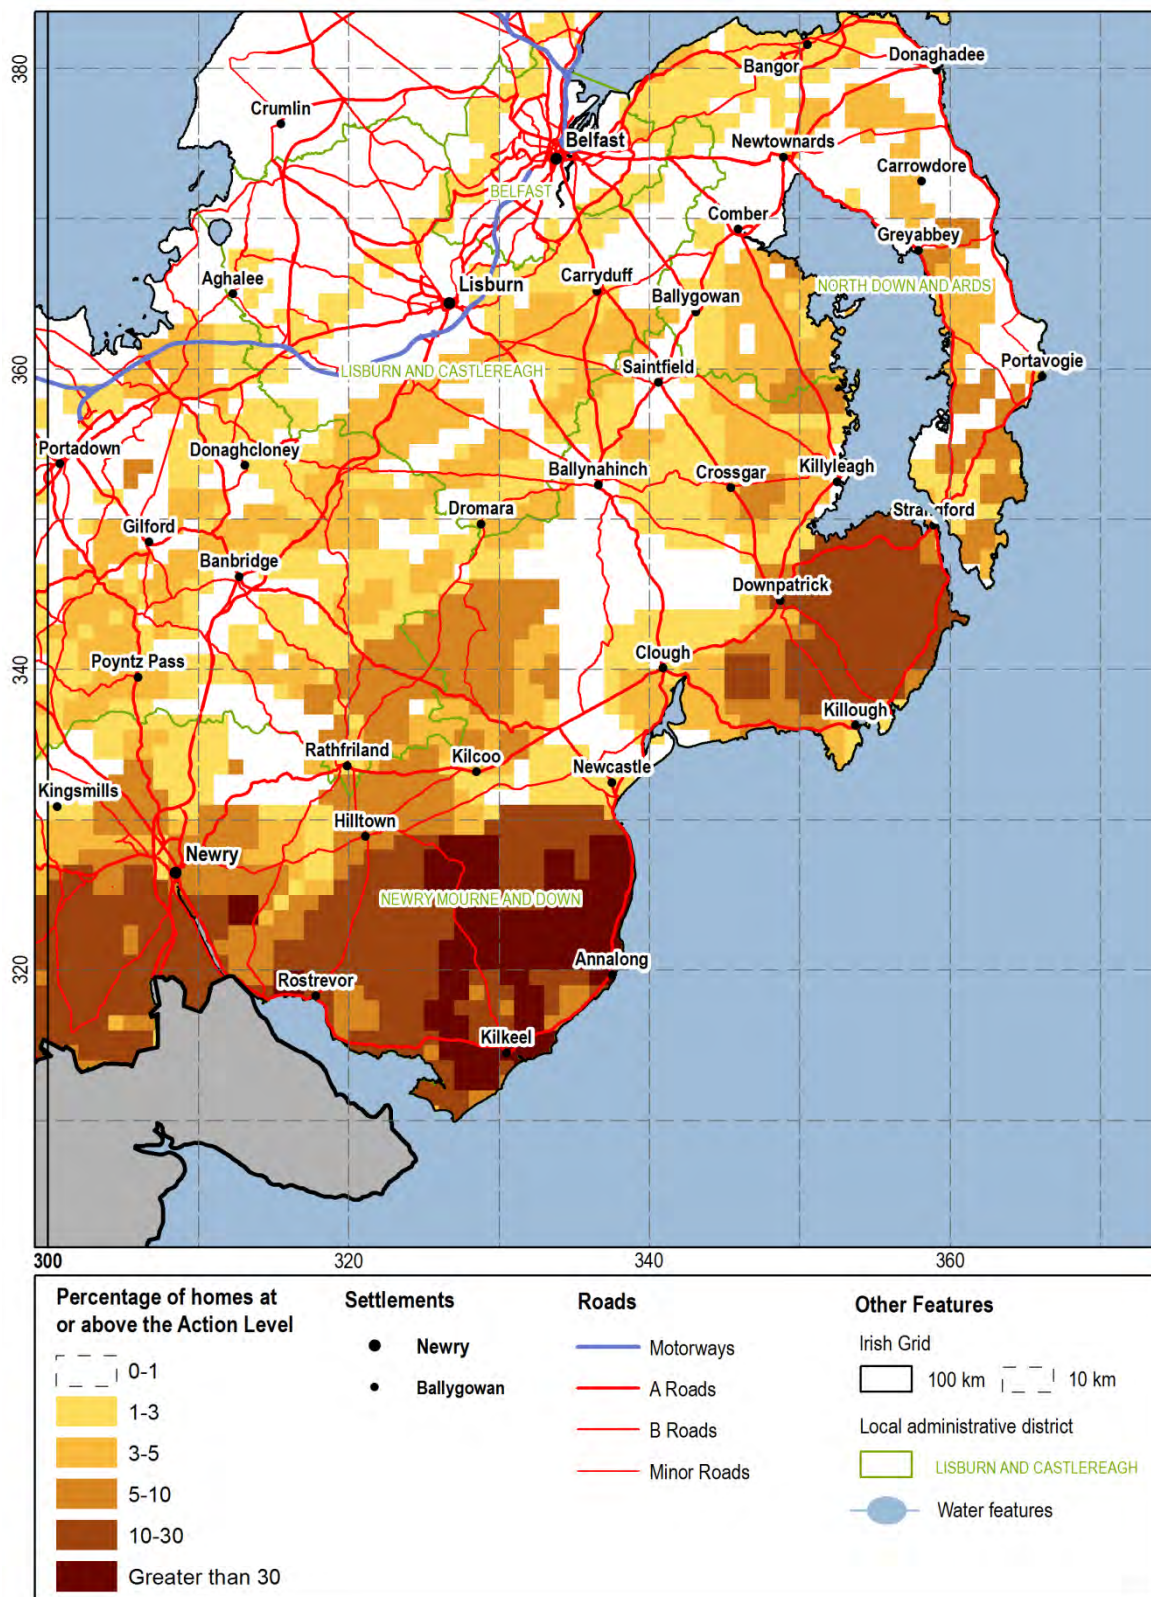 380
360
340
320
Bangor
Donaghadee
Crumlin
Belfast
Newtownards
Carrowdore
BELFAST
Comber
Greyabbey
Aghalee
Lisburn
Carryduff
Ballygowan
NORTH DOWN AND ARDS
LISBURN AND CASTLEREAGH
Saintfield
Portavogie
Portadown
Donaghcloney
Ballynahinch
Crossgar
Killyleagh
Dromara
Strangford
Gilford
Banbridge
Downpatrick
Poyntz Pass
Clough
Killough
Rathfriland
Kilcoo
Newcastle
Kingsmills
Hilltown
Newry
NEWRY MOURNE AND DOWN
Annalong
Rostrevor
Kilkeel
300
320
340
360
Percentage of homes at
or above the Action Level
0-1
1-3
3-5
5-10
10-30
Greater than 30
Settlements
Newry
Ballygowan
Roads
Motorways
A Roads
B Roads
Minor Roads
Other Features
Irish Grid
100 km
10 km
Local administrative district
LISBURN AND CASTLEREAGH
Water features